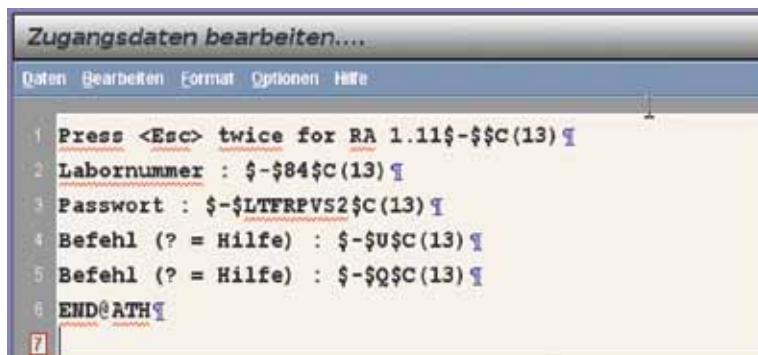 Zugangsdaten bearbeiten....
Daten Bearbeiten Format Optionen Hilfe
1 Press <Esc> twice for RA 1.11$-$$C(13)¶
2 Labornummer : $-$84$C(13)¶
3 Passwort : $-$LTFRPVS2$C(13)¶
4 Befehl (? = Hilfe) : $-$U$C(13)¶
5 Befehl (? = Hilfe) : $-$Q$C(13)¶
6 END@ATH¶
7